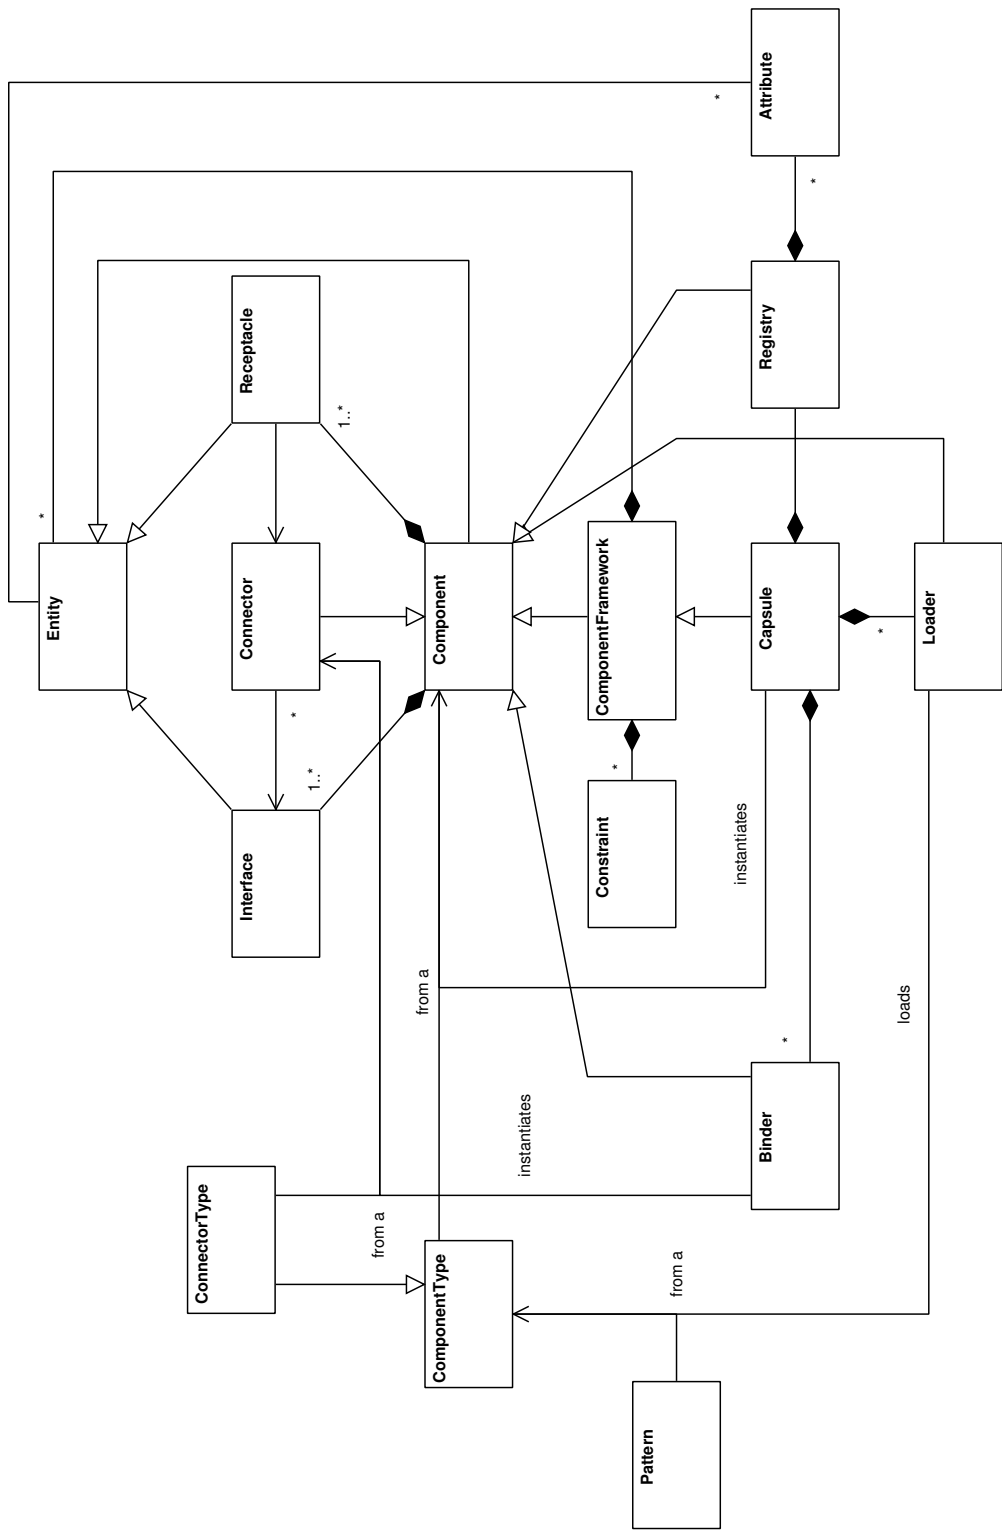 *
Entity
ConnectorType
Interface
Connector
Receptacle
*
1..*
1..*
from a
from a
ComponentType
Component
instantiates
Constraint
ComponentFramework
*
Pattern
from a
*
instantiates
Binder
Capsule
Registry
Attribute
*
*
*
loads
Loader